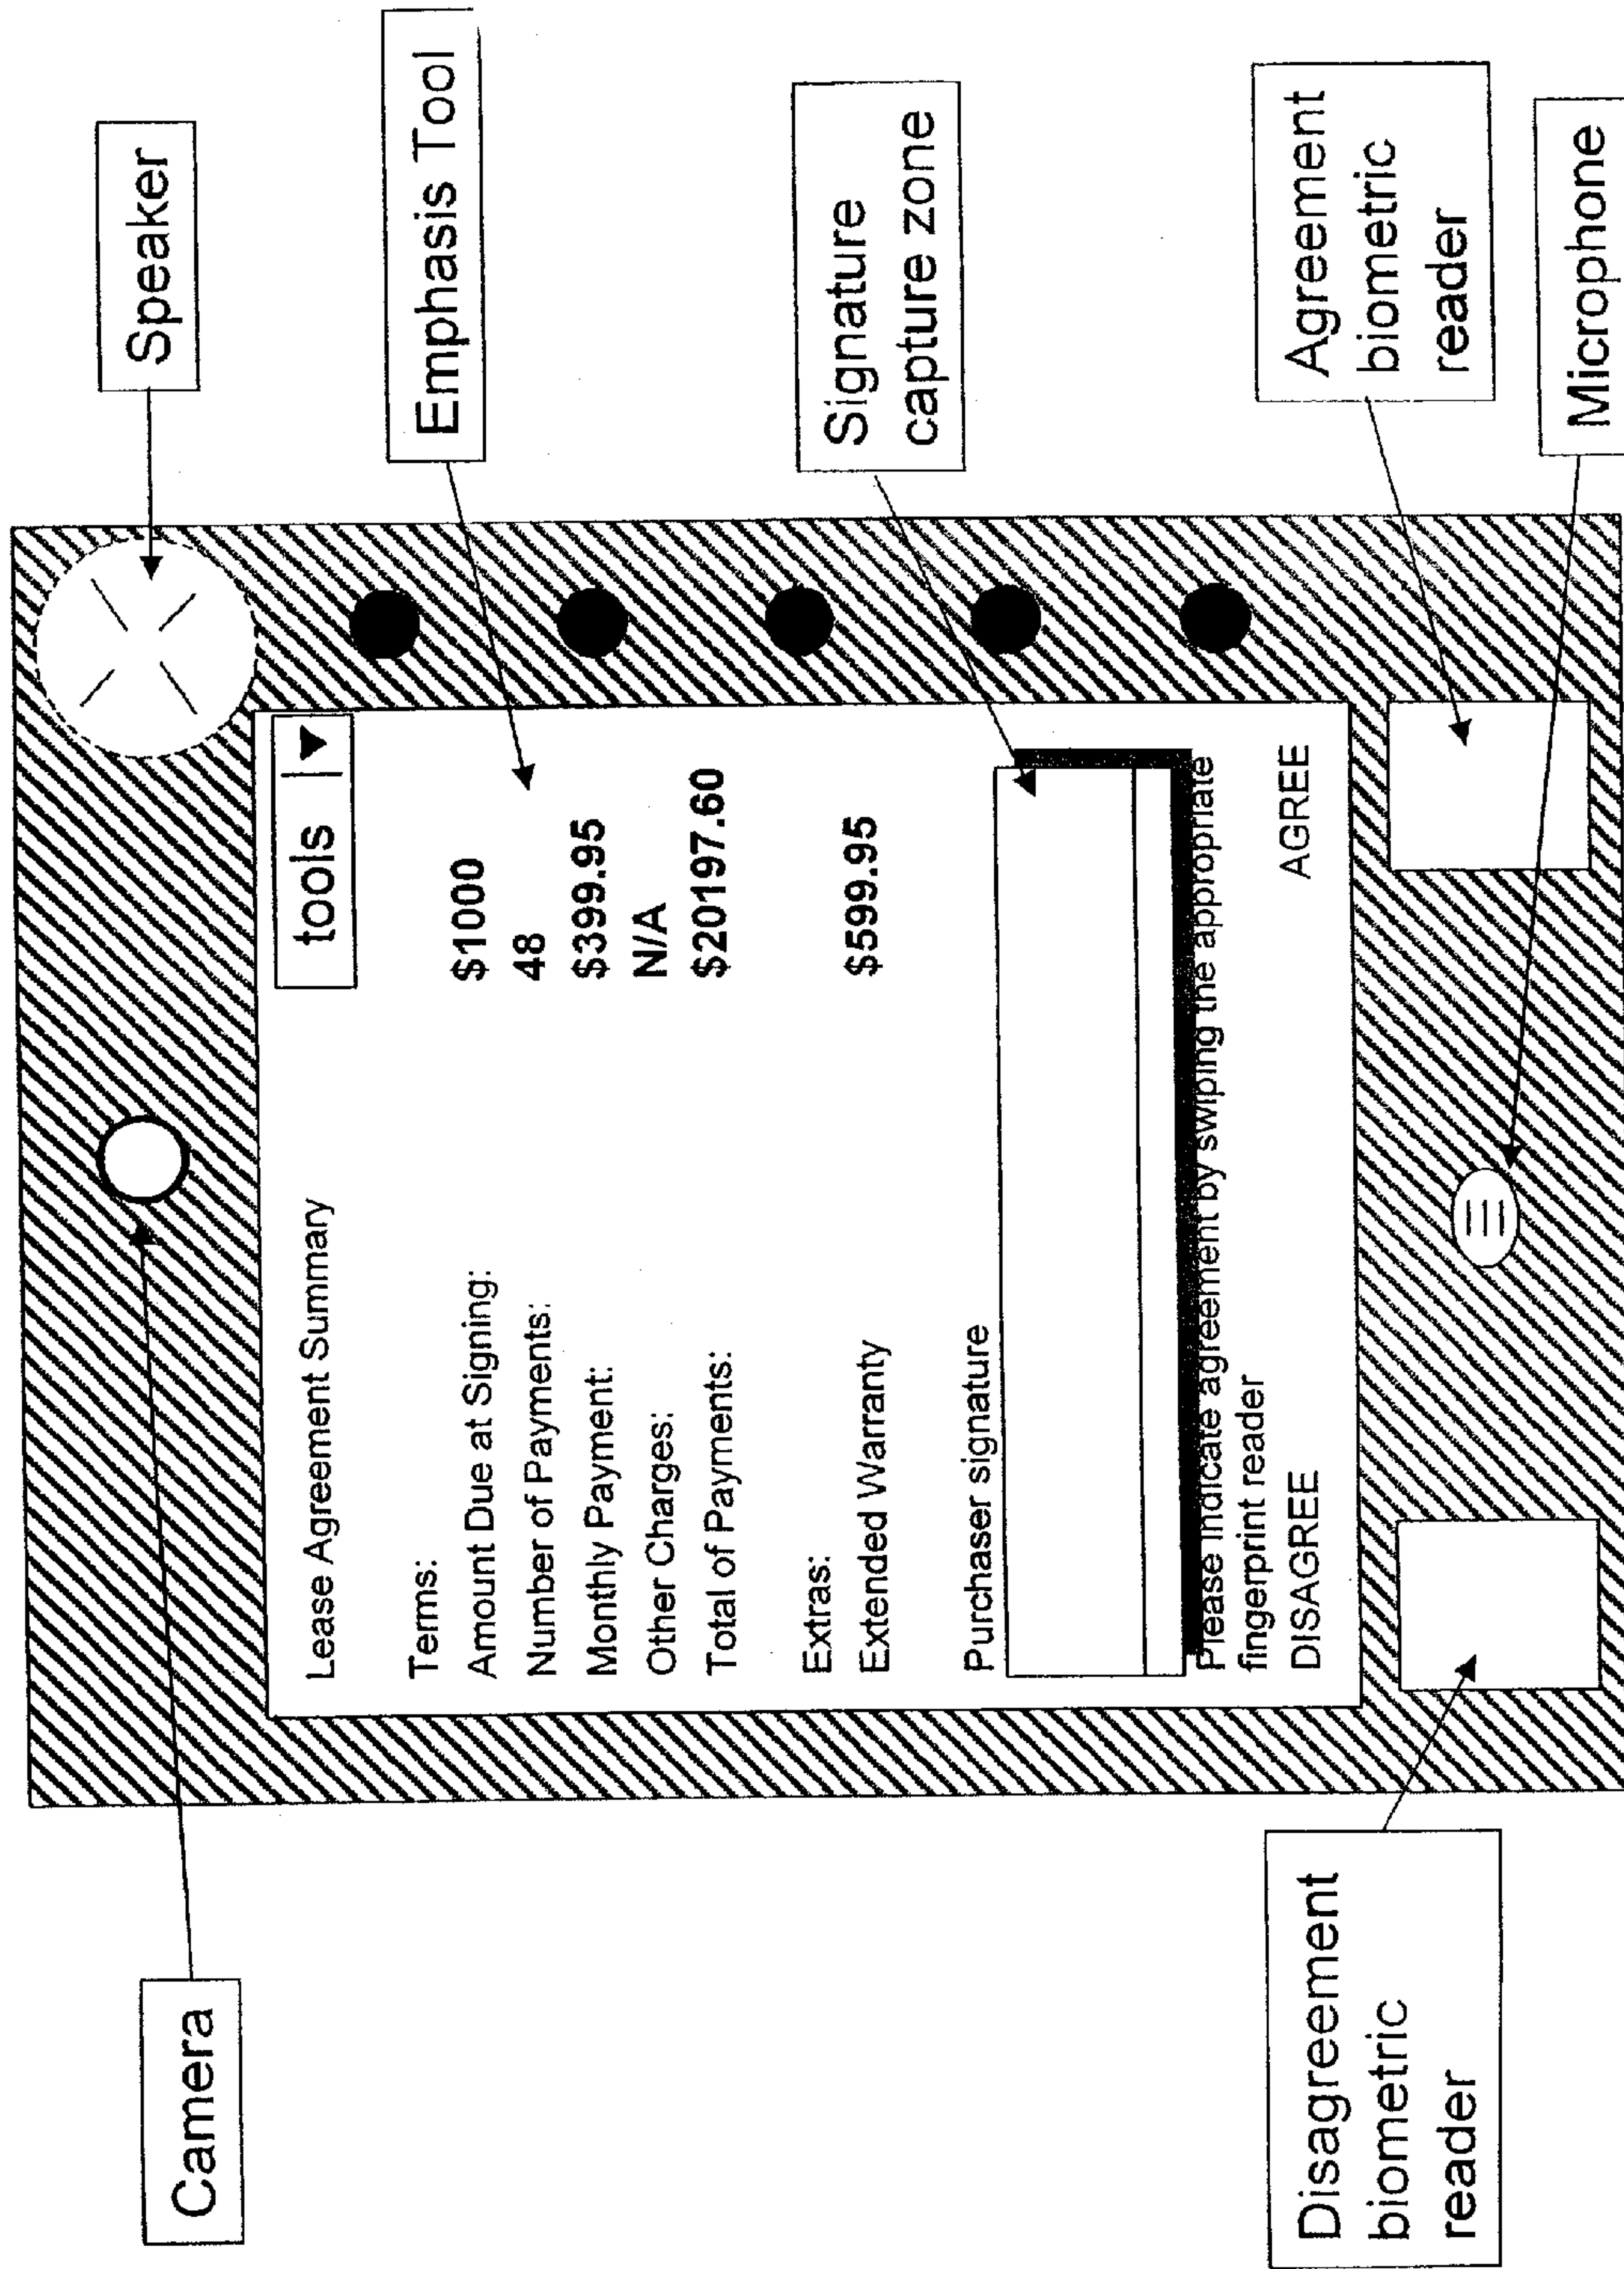 Camera
Speaker
Emphasis Tool
tools
Lease Agreement Summary
Terms:
Amount Due at Signing: $1000
Number of Payments: 48
Monthly Payment: $399.95
Other Charges: N/A
Total of Payments: $20197.60
Extras:
Extended Warranty $599.95
Purchaser signature
Signature
capture zone
Please indicate agreement by swiping the appropriate
fingerprint reader
DISAGREE AGREE
Disagreement
biometric
reader
Agreement
biometric
reader
Microphone